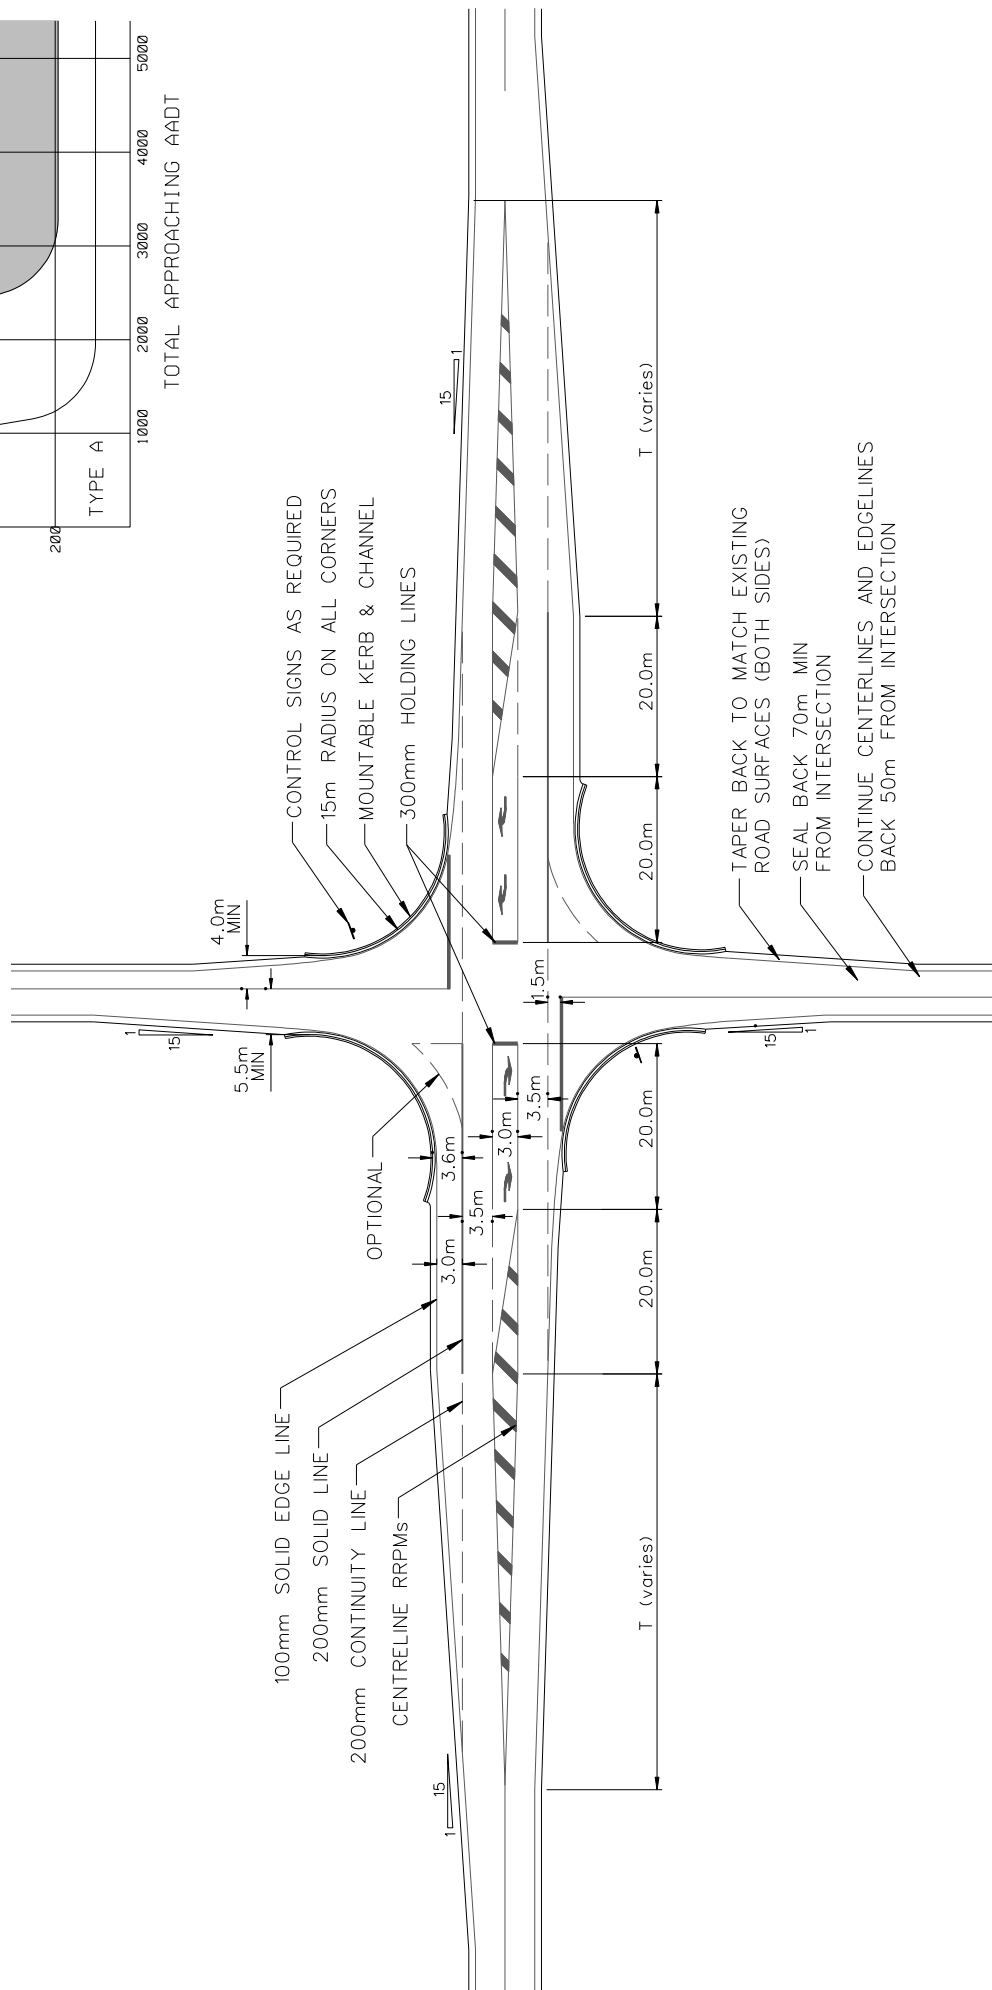 200
TYPE A
1000
2000
3000
4000
5000
TOTAL APPROACHING AADT
CONTROL SIGNS AS REQUIRED
15m RADIUS ON ALL CORNERS
MOUNTABLE KERB & CHANNEL
300mm HOLDING LINES
15
1
4.0m
MIN
5.5m
MIN
1
15
OPTIONAL
100mm SOLID EDGE LINE
200mm SOLID LINE
200mm CONTINUITY LINE
CENTRELINE RRPMs
15
1
3.0m
3.5m
3.6m
3.0m
3.5m
1.5m
T (varies)
20.0m
20.0m
20.0m
20.0m
T (varies)
15
1
TAPER BACK TO MATCH EXISTING
ROAD SURFACES (BOTH SIDES)
SEAL BACK 70m MIN
FROM INTERSECTION
CONTINUE CENTERLINES AND EDGELINES
BACK 50m FROM INTERSECTION